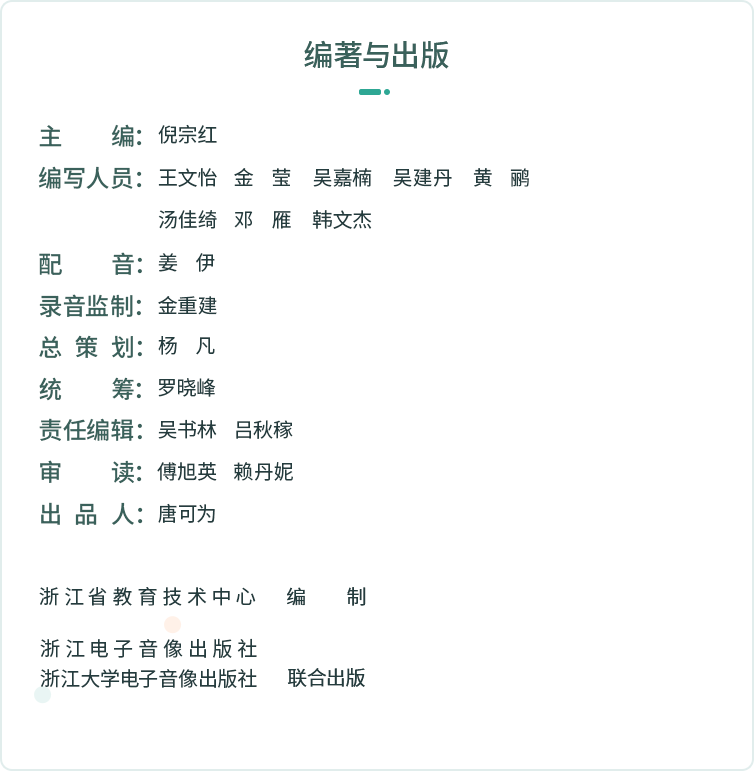 编著与出版
主 编：倪宗红
编写人员：王文怡 金 莹 吴嘉楠 吴建丹 黄 鹂
汤佳绮 邓 雁 韩文杰
配 音：姜 伊
录音监制：金重建
总 策 划：杨 凡
统 筹：罗晓峰
责任编辑：吴书林 吕秋稼
审 读：傅旭英 赖丹妮
出 品 人：唐可为
浙江省教育技术中心 编 制
浙江电子音像出版社
浙江大学电子音像出版社 联合出版